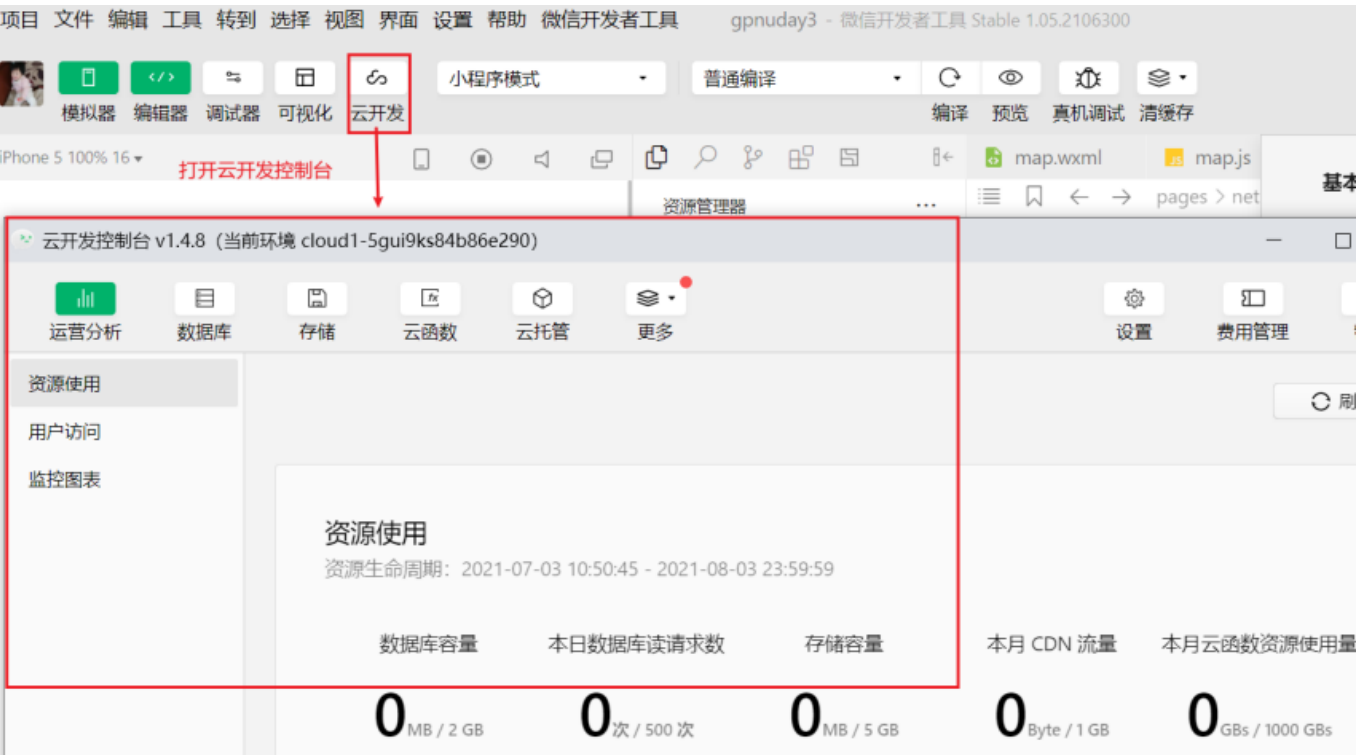 项目 文件 编辑 工具 转到 选择 视图 界面 设置 帮助 微信开发者工具 gpnuday3 - 微信开发者工具 Stable 1.05.2106300
小程序模式 普通编译
模拟器 编辑器 调试器 可视化 云开发 编译 预览 真机调试 清缓存
iPhone 5 100% 16 map.wxml map.js
打开云开发控制台
基本
资源管理器 ... pages > net
云开发控制台 v1.4.8（当前环境 cloud1-5gui9ks84b86e290）
运营分析 数据库 存储 云函数 云托管 更多 设置 费用管理
资源使用
刷
用户访问
监控图表
资源使用
资源生命周期：2021-07-03 10:50:45 - 2021-08-03 23:59:59
数据库容量 本日数据库读请求数 存储容量 本月 CDN 流量 本月云函数资源使用量
0 MB / 2 GB 0 次 / 500 次 0 MB / 5 GB 0 Byte / 1 GB 0 GBs / 1000 GBs